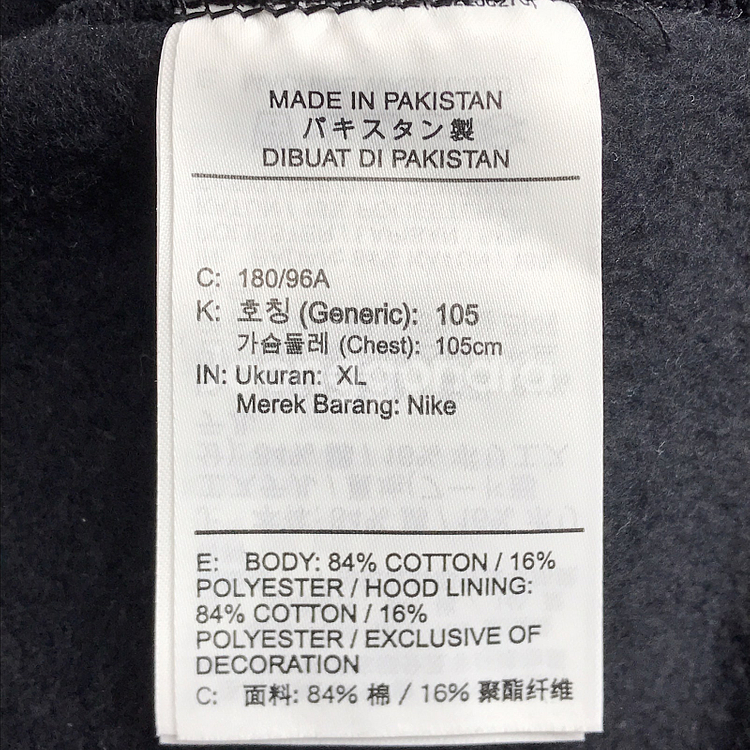 MADE IN PAKISTAN
パキスタン製
DIBUAT DI PAKISTAN
C: 180/96A
K: 호칭 (Generic): 105
가슴둘레 (Chest): 105cm
IN: Ukuran: XL
Merek Barang: Nike
E: BODY: 84% COTTON / 16%
POLYESTER / HOOD LINING:
84% COTTON / 16%
POLYESTER / EXCLUSIVE OF
DECORATION
C: 面料: 84% 棉 / 16% 聚酯纤维